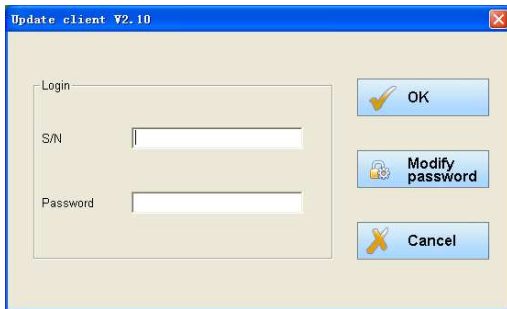 Update client V2.10
Login
S/N
Password
OK
Modify
password
Cancel